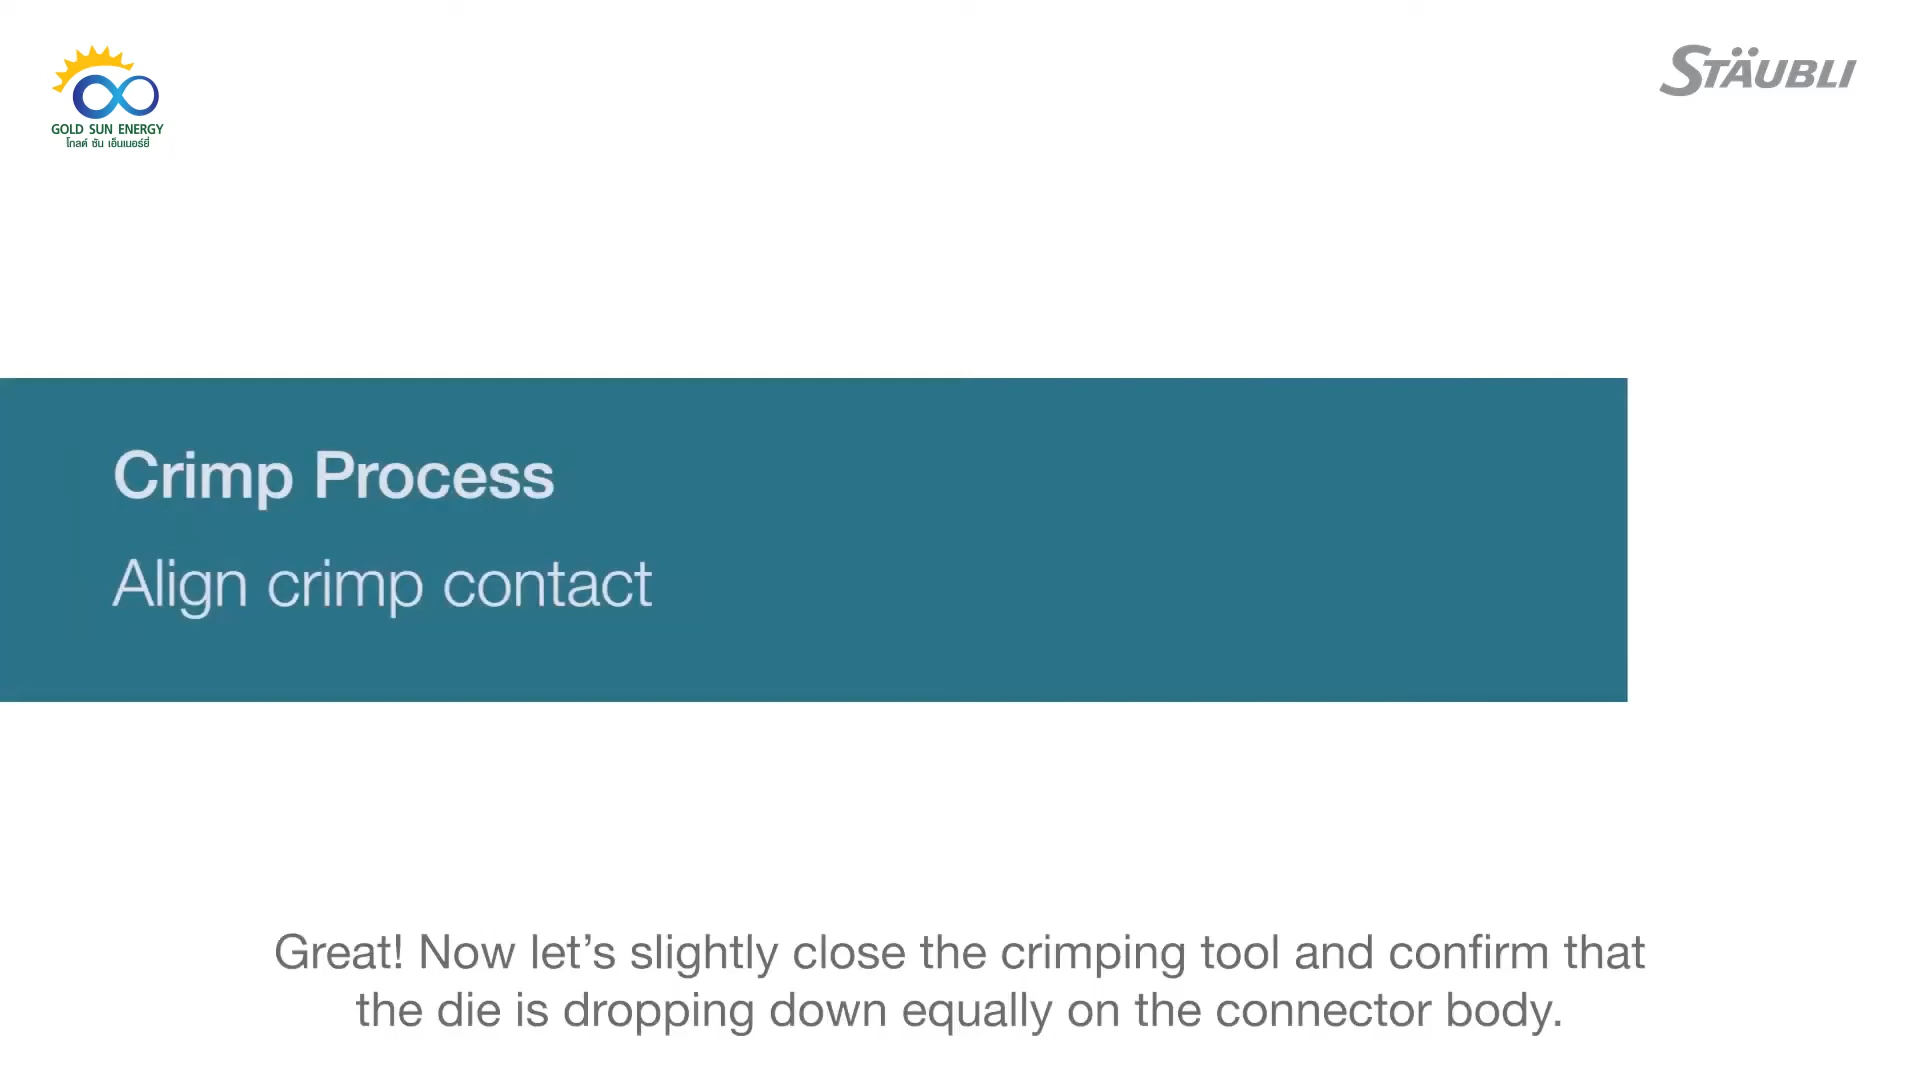 GOLD SUN ENERGY
โกลด์ ซัน เอ็นเนอร์ยี่
STÄUBLI
Crimp Process
Align crimp contact
Great! Now let’s slightly close the crimping tool and confirm that
the die is dropping down equally on the connector body.